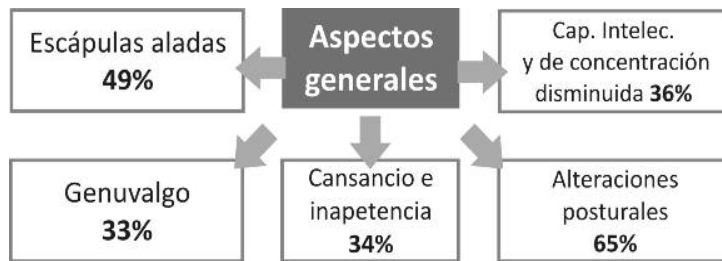 Escápulas aladas
49%
Aspectos
generales
Cap. Intelec.
y de concentración
disminuida 36%
Genuvalgo
33%
Cansancio e
inapetencia
34%
Alteraciones
posturales
65%